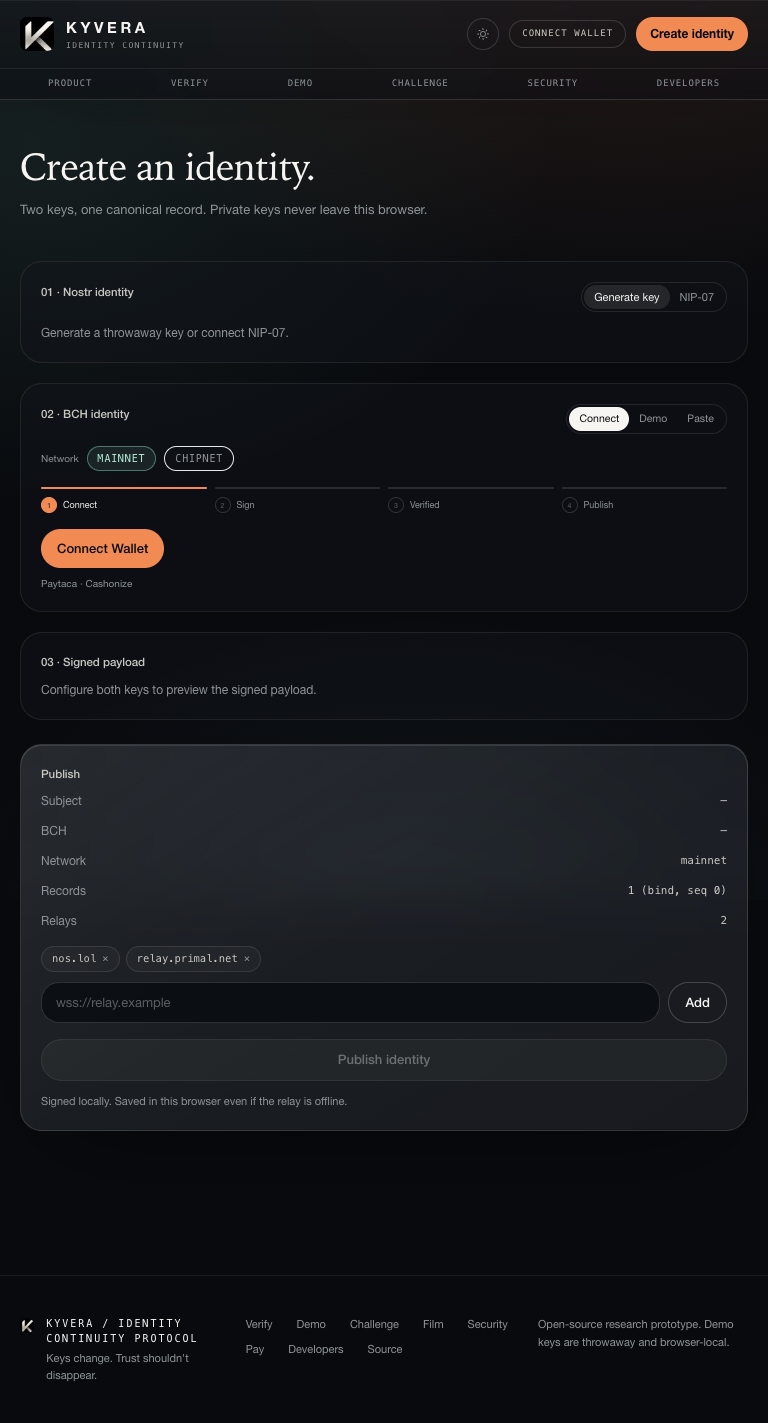 KYVERA
IDENTITY CONTINUITY
CONNECT WALLET
Create identity
PRODUCT VERIFY DEMO CHALLENGE SECURITY DEVELOPERS
Create an identity.
Two keys, one canonical record. Private keys never leave this browser.
01 · Nostr identity
Generate key NIP-07
Generate a throwaway key or connect NIP-07.
02 · BCH identity
Connect Demo Paste
Network MAINNET CHIPNET
1 Connect 2 Sign 3 Verified 4 Publish
Connect Wallet
Paytaca · Cashonize
03 · Signed payload
Configure both keys to preview the signed payload.
Publish
Subject —
BCH —
Network mainnet
Records 1 (bind, seq 0)
Relays 2
nos.lol × relay.primal.net ×
wss://relay.example Add
Publish identity
Signed locally. Saved in this browser even if the relay is offline.
KYVERA / IDENTITY
CONTINUITY PROTOCOL
Keys change. Trust shouldn't
disappear.
Verify Demo Challenge Film Security
Pay Developers Source
Open-source research prototype. Demo
keys are throwaway and browser-local.